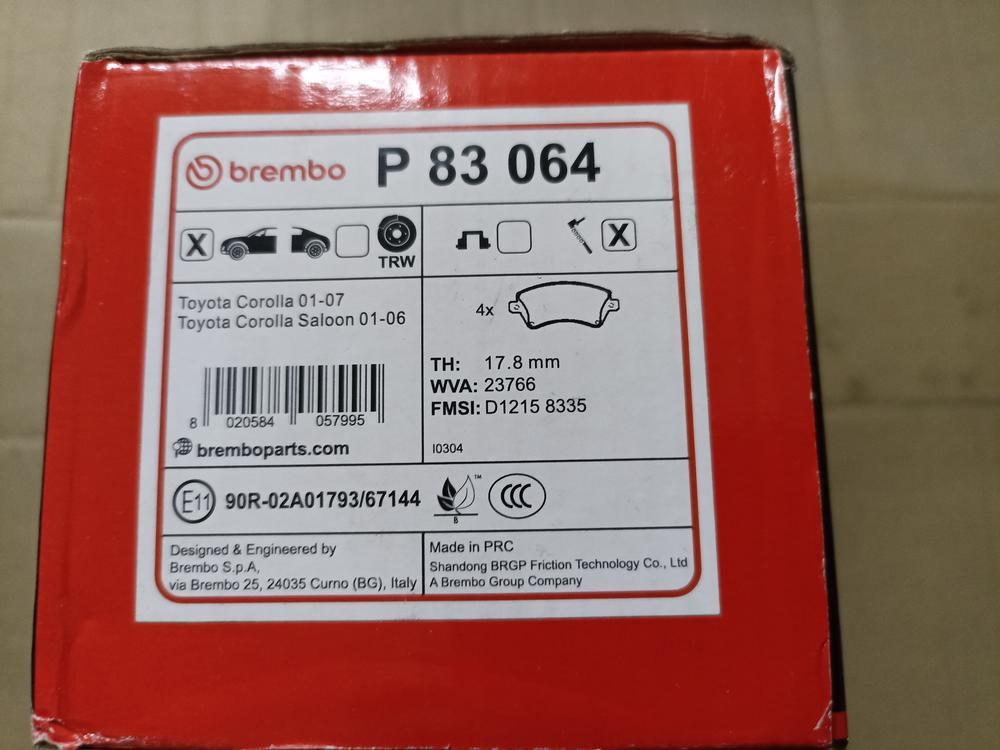 brembo P 83 064
X TRW X
Toyota Corolla 01-07
Toyota Corolla Saloon 01-06
4x
TH: 17.8 mm
WVA: 23766
FMSI: D1215 8335
8 020584 057995
bremboparts.com
I0304
E11 90R-02A01793/67144
TM
B
CCC
Designed & Engineered by
Brembo S.p.A,
via Brembo 25, 24035 Curno (BG), Italy
Made in PRC
Shandong BRGP Friction Technology Co., Ltd
A Brembo Group Company